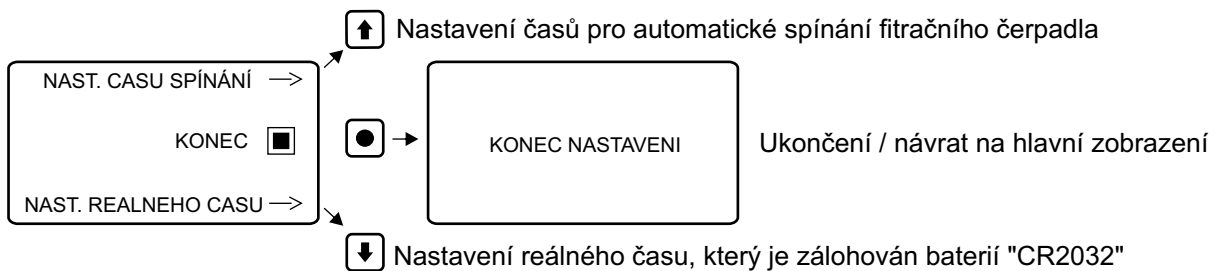 Nastavení časů pro automatické spínání fitračního čerpadla
NAST. CASU SPÍNÁNÍ
KONEC
KONEC NASTAVENI
Ukončení / návrat na hlavní zobrazení
NAST. REALNEHO CASU
Nastavení reálného času, který je zálohován baterií "CR2032"